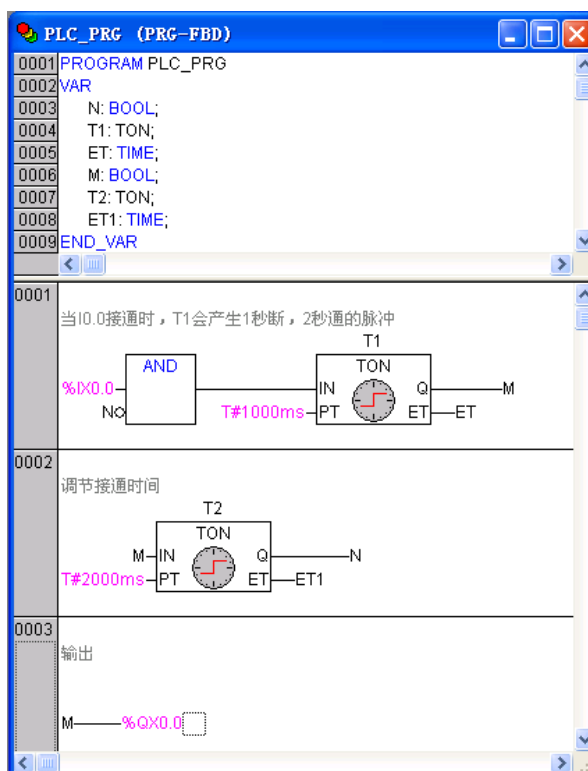 PLC_PRG (PRG-FBD)
0001 PROGRAM PLC_PRG
0002 VAR
0003 N: BOOL;
0004 T1: TON;
0005 ET: TIME;
0006 M: BOOL;
0007 T2: TON;
0008 ET1: TIME;
0009 END_VAR
0001
当I0.0接通时，T1会产生1秒断，2秒通的脉冲
T1
AND TON
%IX0.0 IN Q M
N T#1000ms PT ET ET
0002
调节接通时间
T2
TON
M IN Q N
T#2000ms PT ET ET1
0003
输出
M %QX0.0